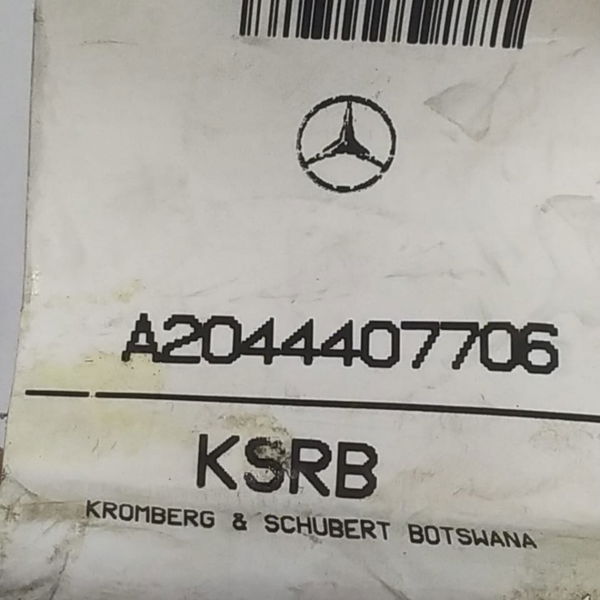 A2044407706
KSRB
KROMBERG & SCHUBERT BOTSWANA